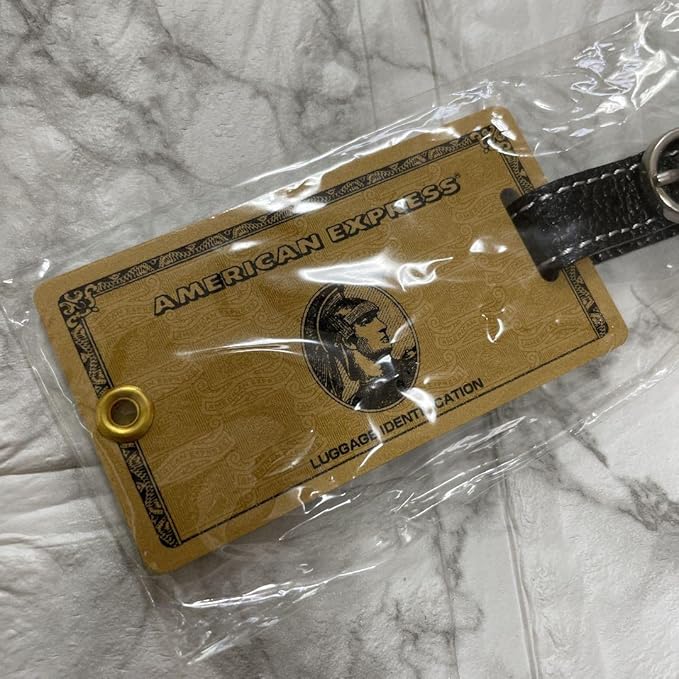 AMERICAN EXPRESS®
LUGGAGE IDENTIFICATION